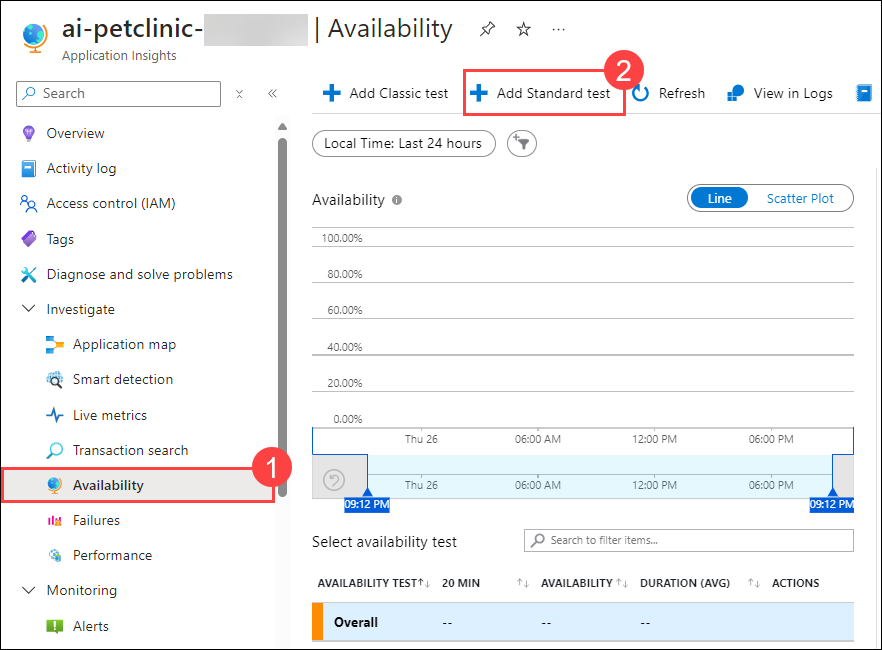 ai-petclinic- | Availability
Application Insights
Search
Add Classic test
Add Standard test
2
Refresh
View in Logs
Overview
Activity log
Access control (IAM)
Tags
Diagnose and solve problems
Investigate
Application map
Smart detection
Live metrics
Transaction search
1
Availability
Failures
Performance
Monitoring
Alerts
Local Time: Last 24 hours
Availability
Line Scatter Plot
100.00%
80.00%
60.00%
40.00%
20.00%
0.00%
Thu 26 06:00 AM 12:00 PM 06:00 PM
Thu 26 06:00 AM 12:00 PM 06:00 PM
09:12 PM 09:12 PM
Select availability test
Search to filter items...
AVAILABILITY TEST 20 MIN AVAILABILITY DURATION (AVG) ACTIONS
Overall -- -- --